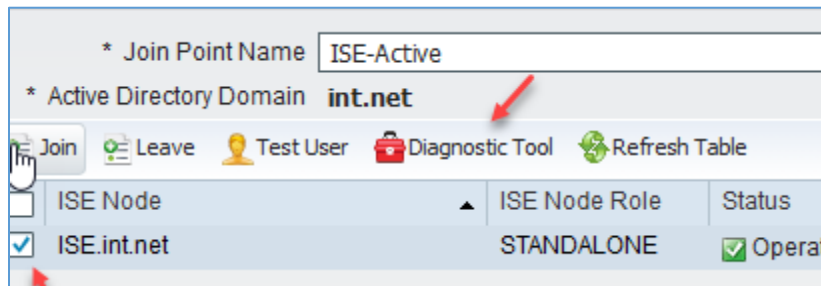 * Join Point Name ISE-Active
* Active Directory Domain int.net
Join Leave Test User Diagnostic Tool Refresh Table
ISE Node ISE Node Role Status
ISE.int.net STANDALONE